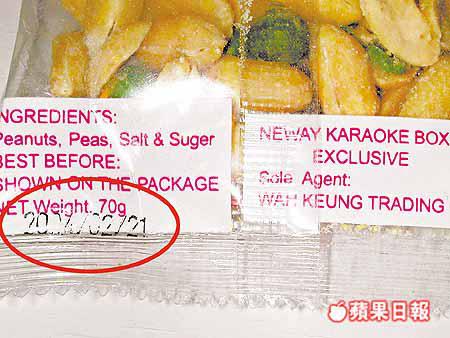 INGREDIENTS:
Peanuts, Peas, Salt & Suger
BEST BEFORE:
SHOWN ON THE PACKAGE
NET Weight, 70g
NEWAY KARAOKE BOX
EXCLUSIVE
Sole Agent:
WAH KEUNG TRADING
蘋果日報